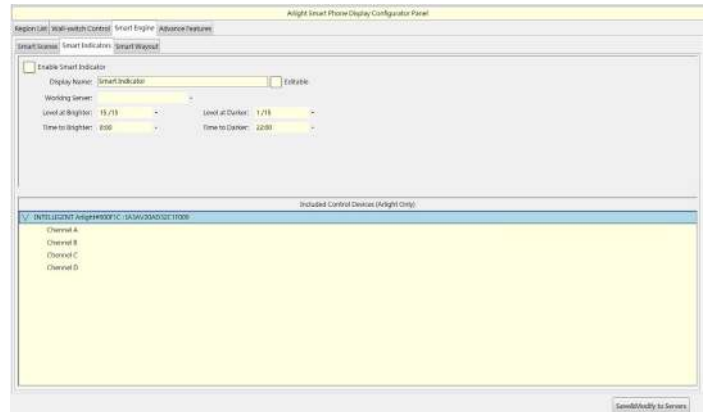 Arlight Smart Phone Display Configurator Panel
Region List Wall-switch Control Smart Engine Advance Features
Smart Scenes Smart Indicators Smart Wayout
Enable Smart Indicator
Display Name: Smart Indicator Editable
Working Server:
Level at Brighter: 15 /15 Level at Darker: 1 /15
Time to Brighter: 8:00 Time to Darker: 22:00
Included Control Devices (Arlight Only)
INTELLIGENT
Channel A
Channel B
Channel C
Channel D
Save&Modify to Servers